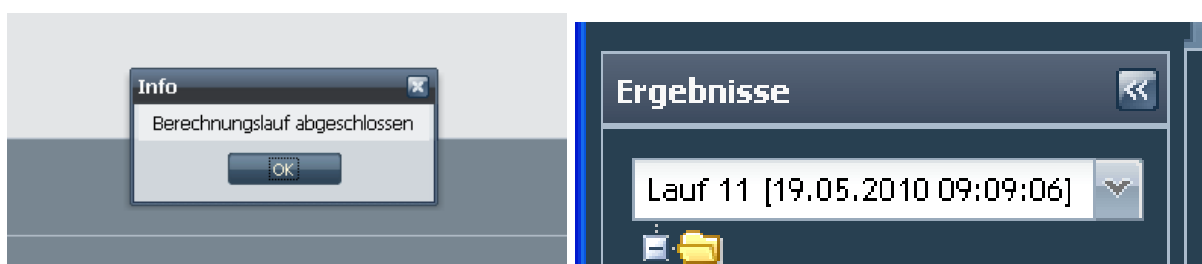 Info
Berechnungslauf abgeschlossen
OK
Ergebnisse
Lauf 11 [19.05.2010 09:09:06]